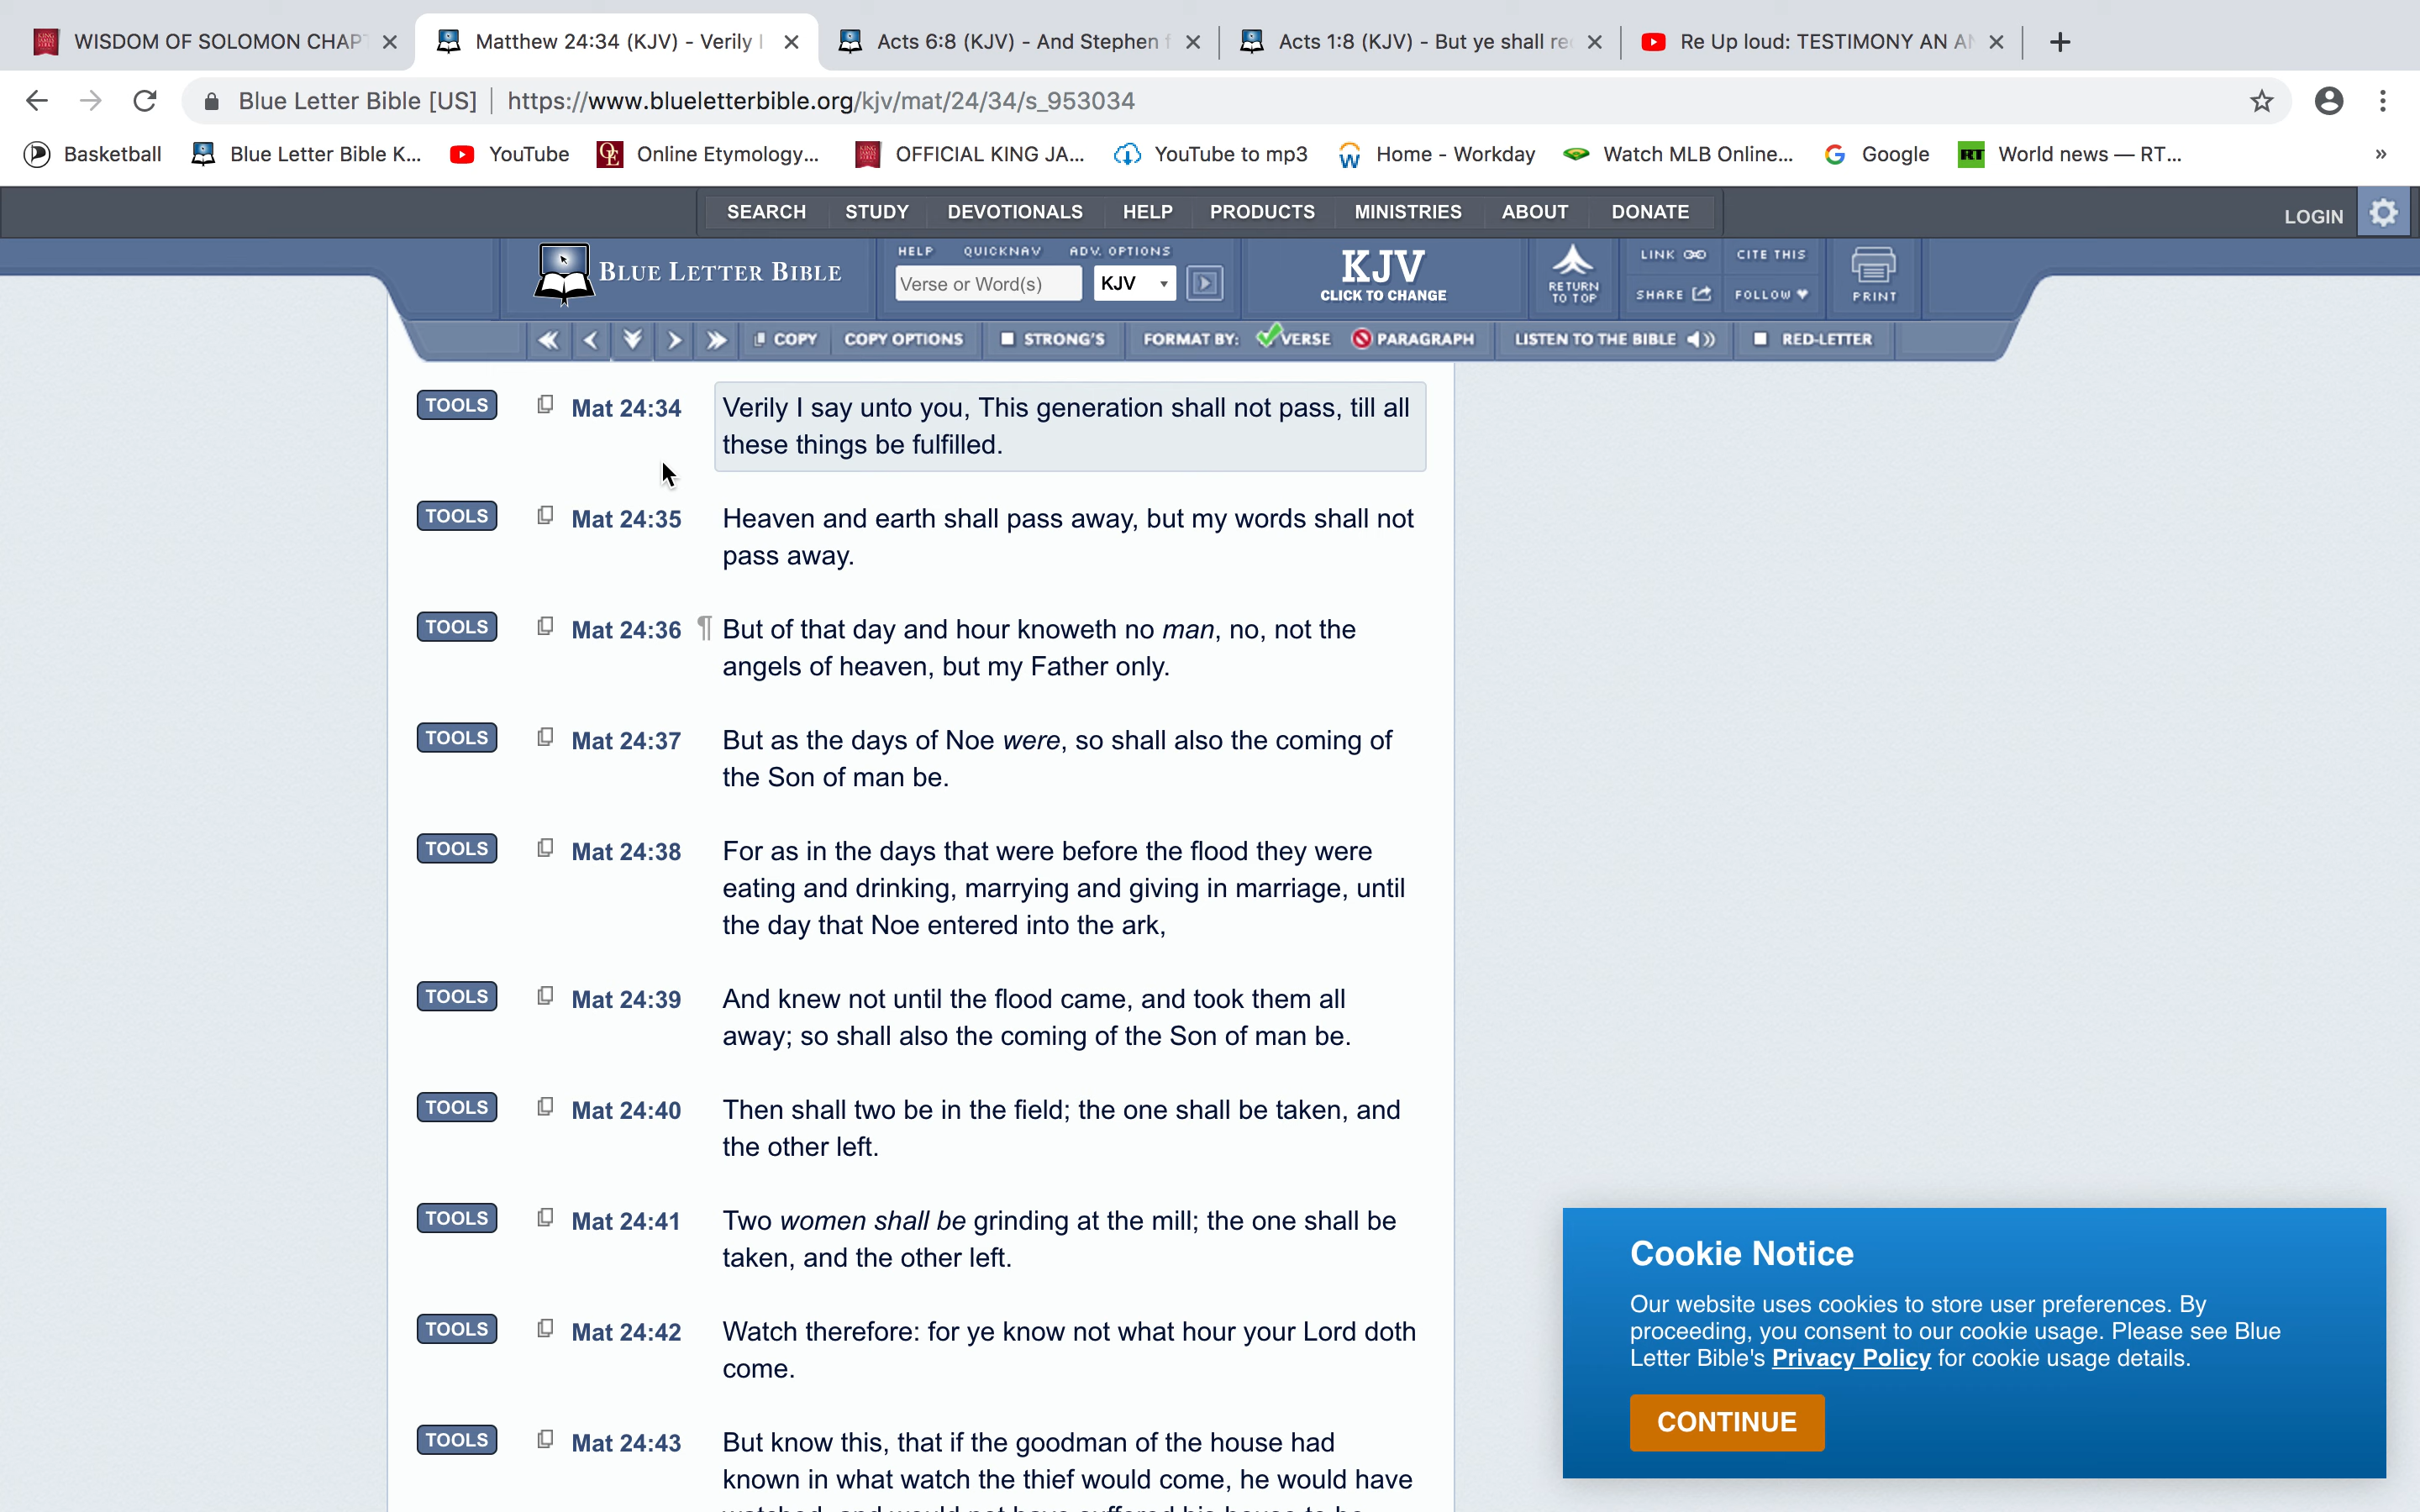 WISDOM OF SOLOMON CHAP
Matthew 24:34 (KJV) - Verily I
Acts 6:8 (KJV) - And Stephen f
Acts 1:8 (KJV) - But ye shall re
Re Up loud: TESTIMONY AN A
Blue Letter Bible [US] https://www.blueletterbible.org/kjv/mat/24/34/s_953034
Basketball Blue Letter Bible K... YouTube Online Etymology... OFFICIAL KING JA... YouTube to mp3 Home - Workday Watch MLB Online... Google World news — RT... »
SEARCH STUDY DEVOTIONALS HELP PRODUCTS MINISTRIES ABOUT DONATE LOGIN
HELP QUICKNAV ADV. OPTIONS
BLUE LETTER BIBLE
Verse or Word(s) KJV
KJV
CLICK TO CHANGE
RETURN
TO TOP
LINK CITE THIS
SHARE FOLLOW
PRINT
COPY COPY OPTIONS STRONG'S FORMAT BY: VERSE PARAGRAPH LISTEN TO THE BIBLE RED-LETTER
TOOLS Mat 24:34 Verily I say unto you, This generation shall not pass, till all
these things be fulfilled.
TOOLS Mat 24:35 Heaven and earth shall pass away, but my words shall not
pass away.
TOOLS Mat 24:36 ¶ But of that day and hour knoweth no man, no, not the
angels of heaven, but my Father only.
TOOLS Mat 24:37 But as the days of Noe were, so shall also the coming of
the Son of man be.
TOOLS Mat 24:38 For as in the days that were before the flood they were
eating and drinking, marrying and giving in marriage, until
the day that Noe entered into the ark,
TOOLS Mat 24:39 And knew not until the flood came, and took them all
away; so shall also the coming of the Son of man be.
TOOLS Mat 24:40 Then shall two be in the field; the one shall be taken, and
the other left.
TOOLS Mat 24:41 Two women shall be grinding at the mill; the one shall be
taken, and the other left.
TOOLS Mat 24:42 Watch therefore: for ye know not what hour your Lord doth
come.
TOOLS Mat 24:43 But know this, that if the goodman of the house had
known in what watch the thief would come, he would have
Cookie Notice
Our website uses cookies to store user preferences. By
proceeding, you consent to our cookie usage. Please see Blue
Letter Bible's Privacy Policy for cookie usage details.
CONTINUE